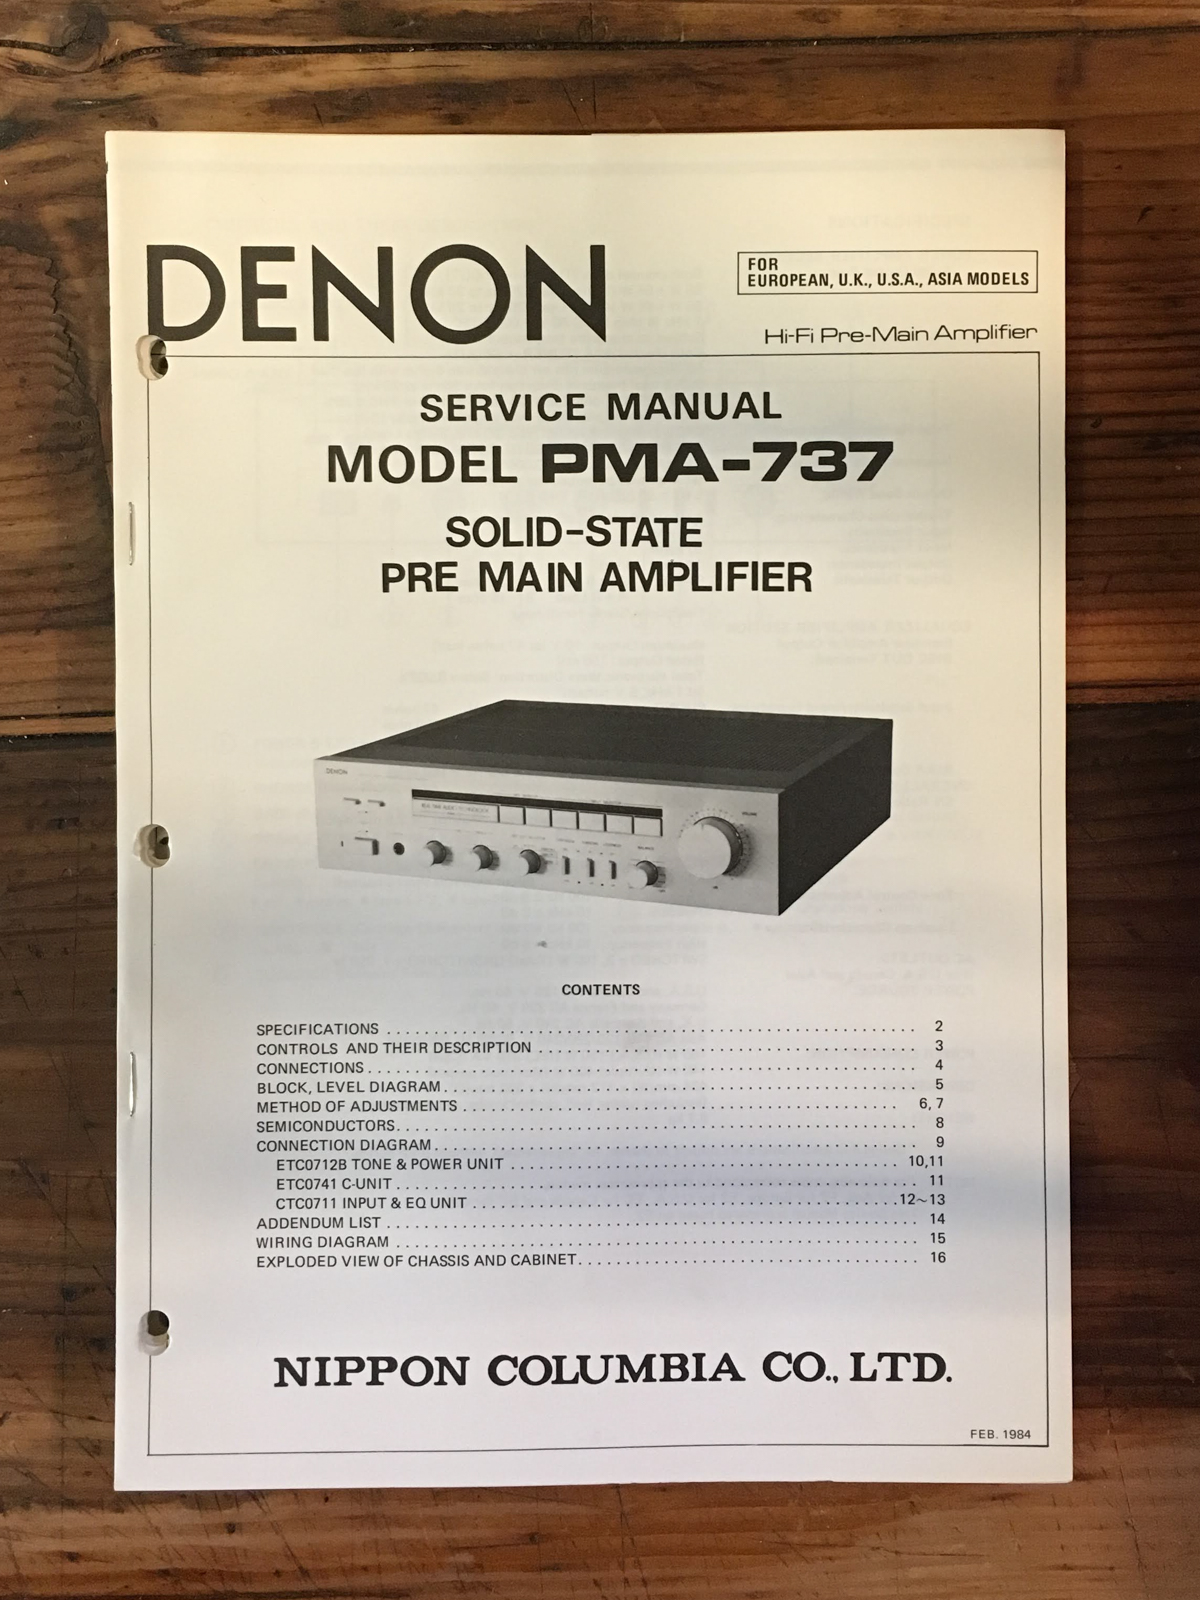 DENON
FOR
EUROPEAN, U.K., U.S.A., ASIA MODELS
Hi-Fi Pre-Main Amplifier
SERVICE MANUAL
MODEL PMA-737
SOLID-STATE
PRE MAIN AMPLIFIER
DENON
VOLUME
BALANCE
CONTENTS
SPECIFICATIONS . . . . . . . . . . . . . . . . . . . . 2
CONTROLS AND THEIR DESCRIPTION . . . . . . . . . . . . . . . . . . . . 3
CONNECTIONS . . . . . . . . . . . . . . . . . . . . 4
BLOCK, LEVEL DIAGRAM . . . . . . . . . . . . . . . . . . . . 5
METHOD OF ADJUSTMENTS . . . . . . . . . . . . . . . . . . . . 6, 7
SEMICONDUCTORS . . . . . . . . . . . . . . . . . . . . 8
CONNECTION DIAGRAM . . . . . . . . . . . . . . . . . . . . 9
ETC0712B TONE & POWER UNIT . . . . . . . . . . . . . . . . . . . . 10,11
ETC0741 C-UNIT . . . . . . . . . . . . . . . . . . . . 11
CTC0711 INPUT & EQ UNIT . . . . . . . . . . . . . . . . . . . . 12~13
ADDENDUM LIST . . . . . . . . . . . . . . . . . . . . 14
WIRING DIAGRAM . . . . . . . . . . . . . . . . . . . . 15
EXPLODED VIEW OF CHASSIS AND CABINET . . . . . . . . . . . . . . . . . . . . 16
NIPPON COLUMBIA CO., LTD.
FEB. 1984